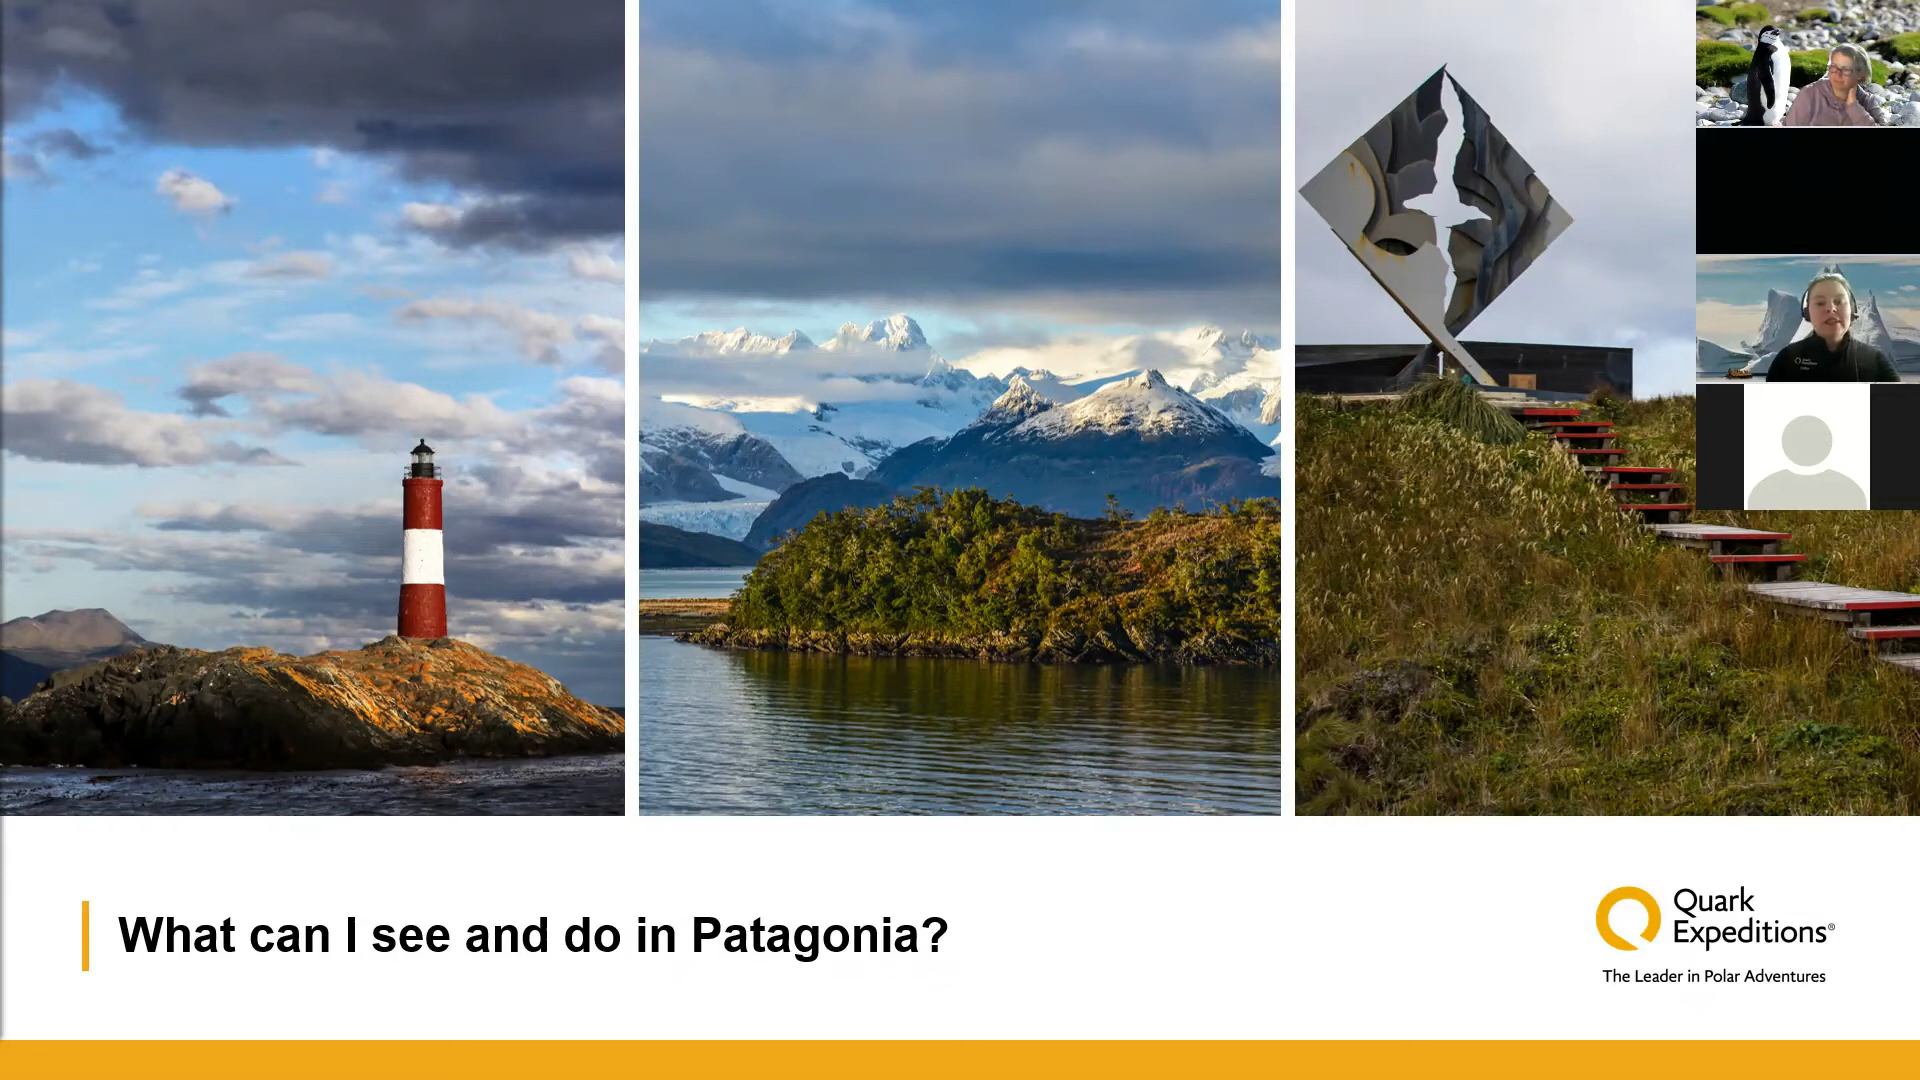 What can I see and do in Patagonia?
Quark
Expeditions®
The Leader in Polar Adventures